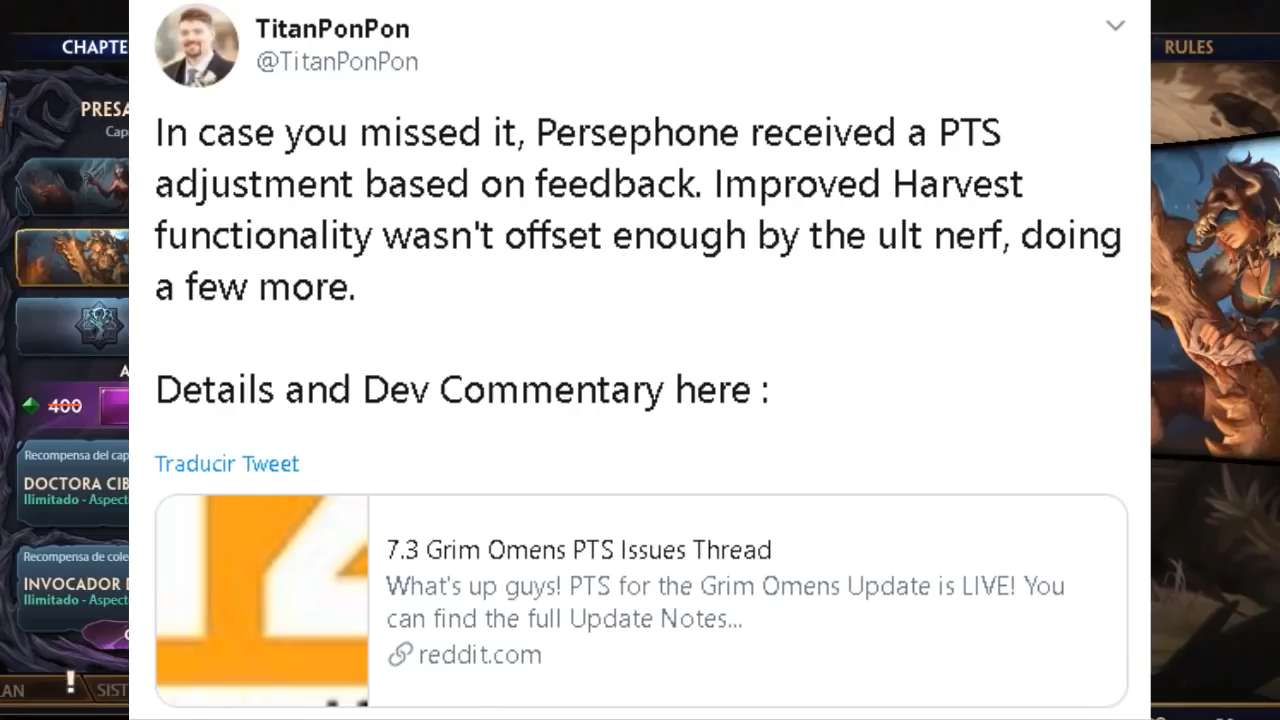 CHAPTE
RULES
PRESA
Cap
400
Recompensa del cap
DOCTORA CIB
Ilimitado - Aspect
Recompensa de cole
INVOCADOR
Ilimitado - Aspect
SIST
TitanPonPon
@TitanPonPon
In case you missed it, Persephone received a PTS
adjustment based on feedback. Improved Harvest
functionality wasn't offset enough by the ult nerf, doing
a few more.
Details and Dev Commentary here :
Traducir Tweet
7.3 Grim Omens PTS Issues Thread
What's up guys! PTS for the Grim Omens Update is LIVE! You
can find the full Update Notes...
reddit.com